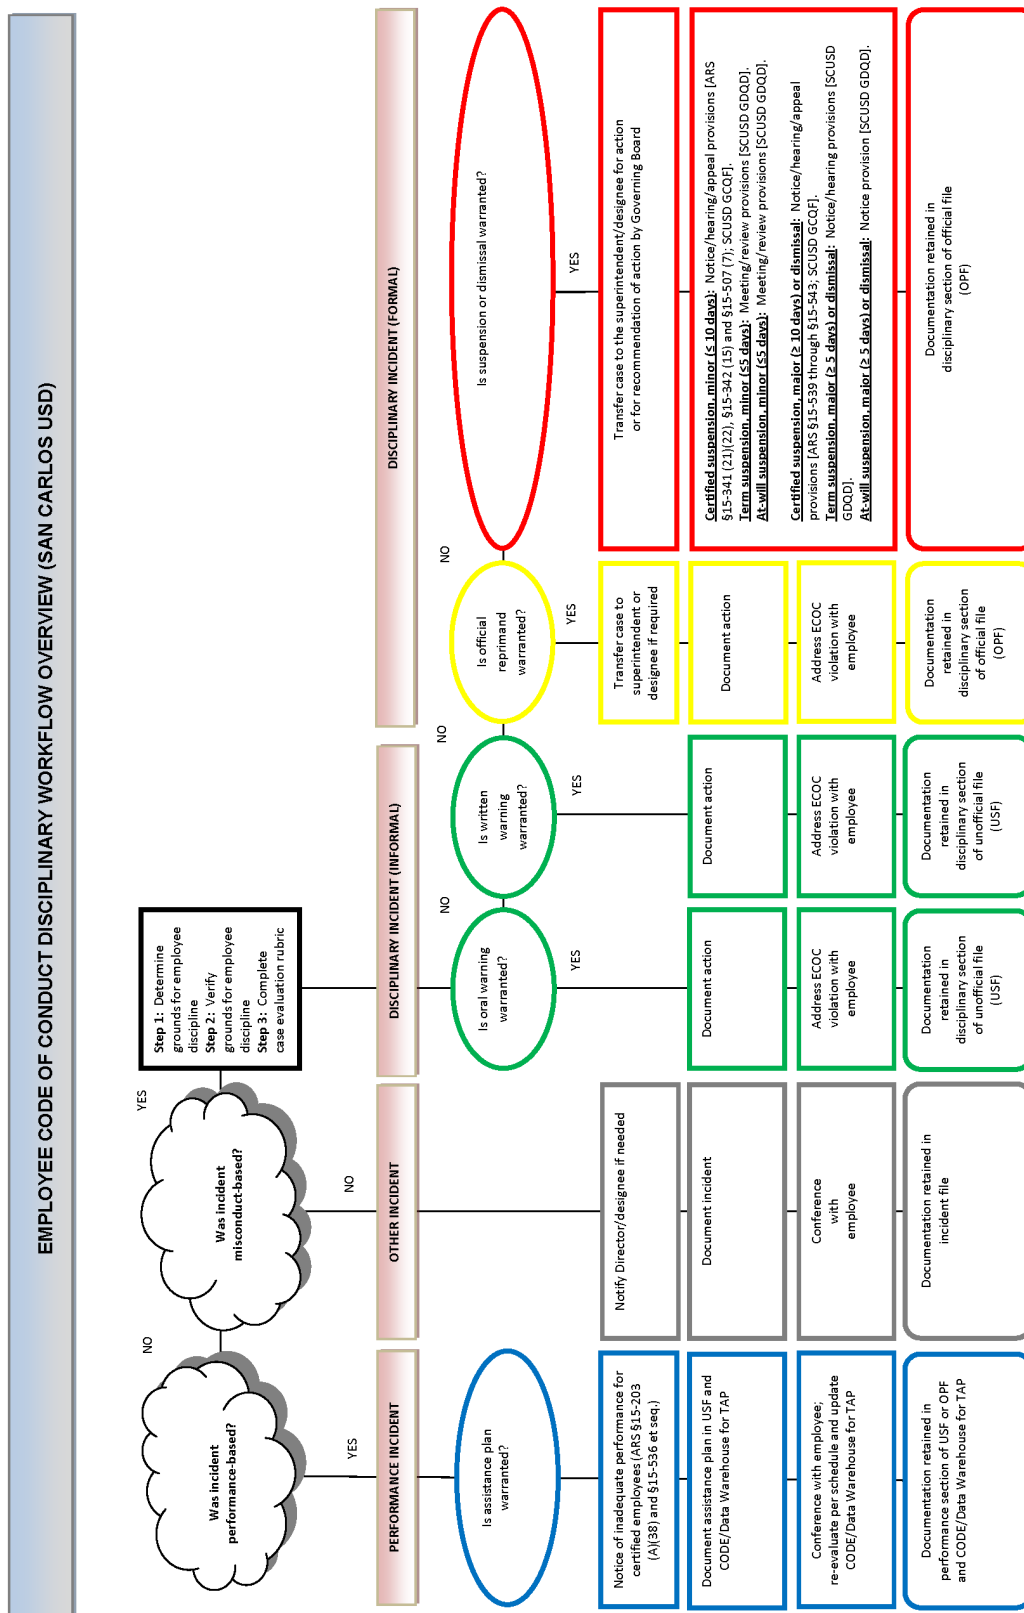 EMPLOYEE CODE OF CONDUCT DISCIPLINARY WORKFLOW OVERVIEW (SAN CARLOS USD)
Was incident
performance-based?
NO
YES
Was incident
misconduct-based?
YES
NO
Step 1: Determine
grounds for employee
discipline
Step 2: Verify
grounds for employee
discipline
Step 3: Complete
case evaluation rubric
PERFORMANCE INCIDENT
Is assistance plan
warranted?
Notice of inadequate performance for
certified employees (ARS §15-203
(A)(38) and §15-536 et seq.)
Document assistance plan in USF and
CODE/Data Warehouse for TAP
Conference with employee;
re-evaluate per schedule and update
CODE/Data Warehouse for TAP
Documentation retained in
performance section of USF or OPF
and CODE/Data Warehouse for TAP
OTHER INCIDENT
Notify Director/designee if needed
Document incident
Conference
with
employee
Documentation retained in
incident file
DISCIPLINARY INCIDENT (INFORMAL)
Is oral warning
warranted?
NO
YES
Document action
Address ECOC
violation with
employee
Documentation
retained in
disciplinary section
of unofficial file
(USF)
Is written
warning
warranted?
NO
YES
Document action
Address ECOC
violation with
employee
Documentation
retained in
disciplinary section
of unofficial file
(USF)
DISCIPLINARY INCIDENT (FORMAL)
Is official
reprimand
warranted?
NO
YES
Transfer case to
superintendent or
designee if required
Document action
Address ECOC
violation with
employee
Documentation
retained in
disciplinary section
of official file
(OPF)
Is suspension or dismissal warranted?
YES
Transfer case to the superintendent/designee for action
or for recommendation of action by Governing Board
Certified suspension, minor (≤ 10 days): Notice/hearing/appeal provisions [ARS
§15-341 (21)(22), §15-342 (15) and §15-507 (7); SCUSD GCQF].
Term suspension, minor (≤5 days): Meeting/review provisions [SCUSD GDQD].
At-will suspension, minor (≤5 days): Meeting/review provisions [SCUSD GDQD].
Certified suspension, major (≥ 10 days) or dismissal: Notice/hearing/appeal
provisions [ARS §15-539 through §15-543; SCUSD GCQF].
Term suspension, major (≥ 5 days) or dismissal: Notice/hearing provisions [SCUSD
GDQD].
At-will suspension, major (≥ 5 days) or dismissal: Notice provision [SCUSD GDQD].
Documentation retained in
disciplinary section of official file
(OPF)